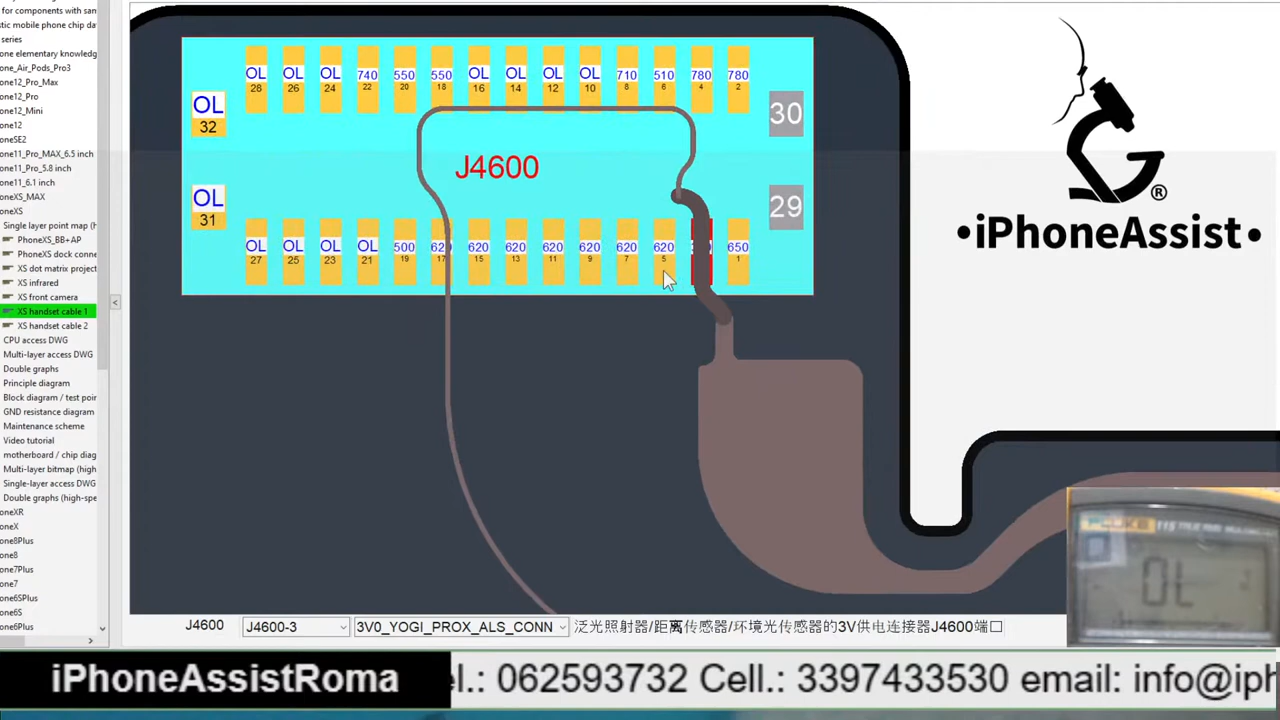 for components with sam
stic mobile phone chip da
series
one elementary knowledg
one_Air_Pods_Pro3
one12_Pro_Max
one12_Pro
one12_Mini
one12
oneSE2
one11_Pro_MAX_6.5 inch
one11_Pro_5.8 inch
one11_6.1 inch
oneXS_MAX
oneXS
Single layer point map (h
PhoneXS_BB+AP
PhoneXS dock conne
XS dot matrix project
XS infrared
XS front camera
XS handset cable 1
XS handset cable 2
CPU access DWG
Multi-layer access DWG
Double graphs
Principle diagram
Block diagram / test poir
GND resistance diagram
Maintenance scheme
Video tutorial
motherboard / chip diag
Multi-layer bitmap (high
Single-layer access DWG
Double graphs (high-spe
oneXR
oneX
one8Plus
one8
one7Plus
one7
one6SPlus
one6S
one6Plus
OL OL OL 740 550 550 OL OL OL OL 710 510 780 780
28 26 24 22 20 18 16 14 12 10 8 6 4 2
OL
32
30
J4600
OL
31
29
OL OL OL OL 500 620 620 620 620 620 620 620 650
27 25 23 21 19 17 15 13 11 9 7 5 1
•iPhoneAssist•
®
FLUKE 115 TRUE RMS
OL
J4600 J4600-3 3V0_YOGI_PROX_ALS_CONN 泛光照射器/距离传感器/环境光传感器的3V供电连接器J4600端口
iPhoneAssistRoma
el.: 062593732 Cell.: 3397433530 email: info@iph